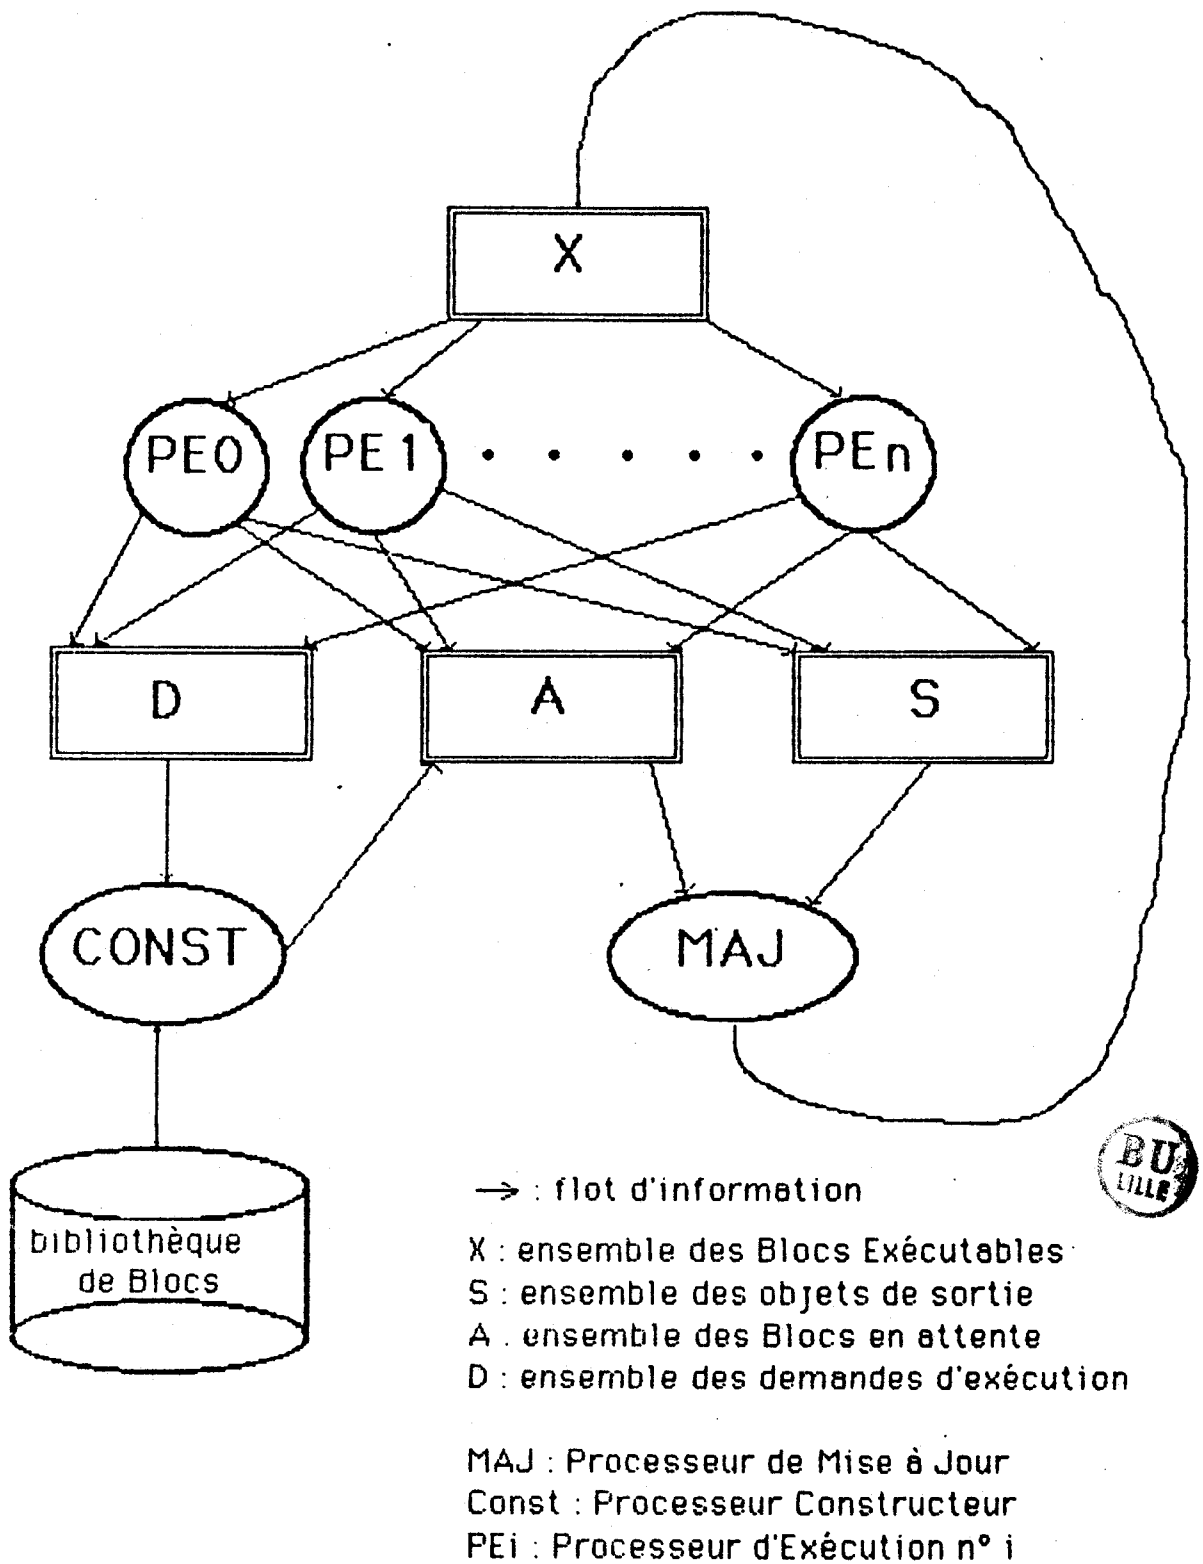 X
PE0 PE1 PEn
D A S
CONST MAJ
BU
LILLE
bibliothèque
de Blocs
→ : flot d'information
X : ensemble des Blocs Exécutables
S : ensemble des objets de sortie
A : ensemble des Blocs en attente
D : ensemble des demandes d'exécution
MAJ : Processeur de Mise à Jour
Const : Processeur Constructeur
PEi : Processeur d'Exécution n° i